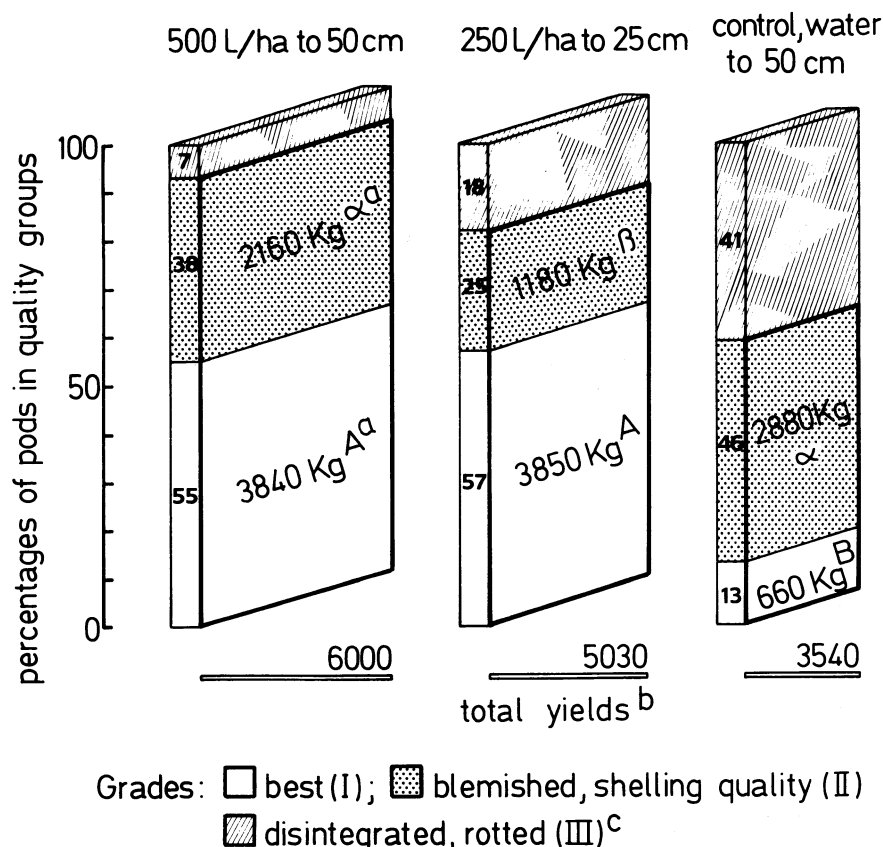 500 L/ha to 50 cm
250 L/ha to 25 cm
control, water
to 50 cm
percentages of pods in quality groups
100
50
0
7
38
55
2160 Kg αa
3840 Kg Aa
6000
18
25
57
1180 Kg β
3850 Kg A
5030
41
46
13
2880 Kg
α
660 Kg B
3540
total yields b
Grades: best (I); blemished, shelling quality (II)
disintegrated, rotted (III) c